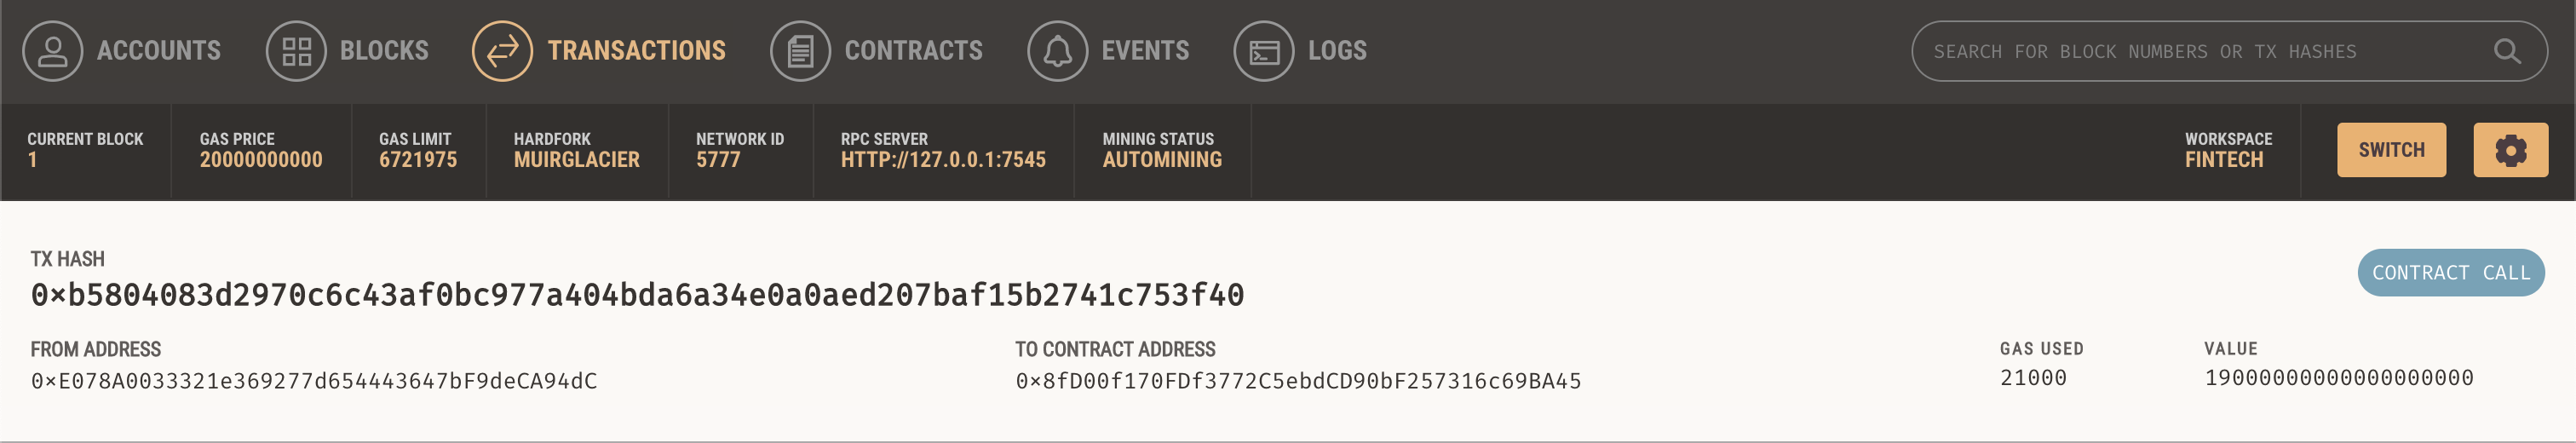 ACCOUNTS BLOCKS TRANSACTIONS CONTRACTS EVENTS LOGS SEARCH FOR BLOCK NUMBERS OR TX HASHES
CURRENT BLOCK GAS PRICE GAS LIMIT HARDFORK NETWORK ID RPC SERVER MINING STATUS WORKSPACE
1 20000000000 6721975 MUIRGLACIER 5777 HTTP://127.0.0.1:7545 AUTOMINING FINTECH SWITCH
TX HASH
0×b5804083d2970c6c43af0bc977a404bda6a34e0a0aed207baf15b2741c753f40 CONTRACT CALL
FROM ADDRESS TO CONTRACT ADDRESS GAS USED VALUE
0×E078A0033321e369277d654443647bF9deCA94dC 0×8fD00f170FDf3772C5ebdCD90bF257316c69BA45 21000 19000000000000000000